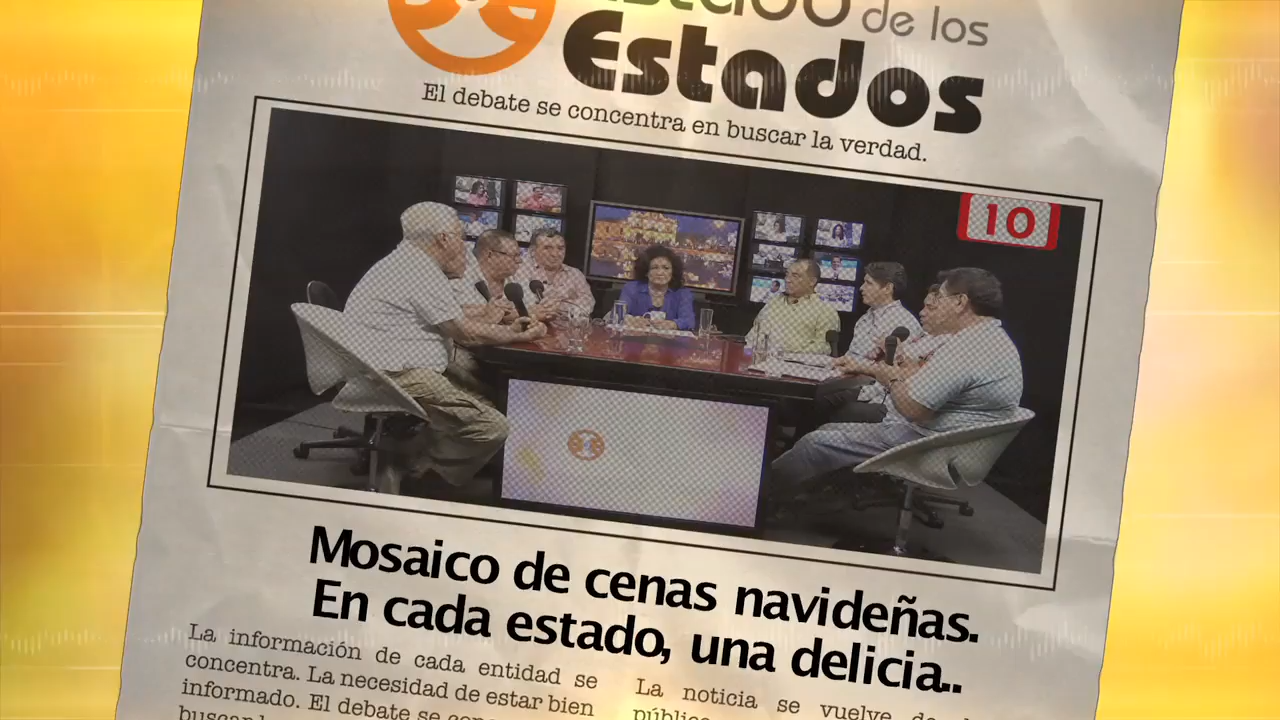 Estado de los
Estados
El debate se concentra en buscar la verdad.
10
Mosaico de cenas navideñas.
En cada estado, una delicia..
La información de cada entidad se
concentra. La necesidad de estar bien
informado. El debate se
La noticia se vuelve